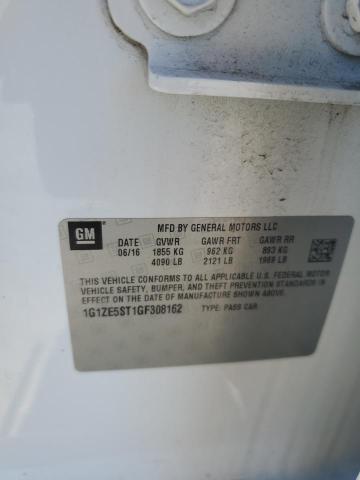 GM
MFD BY GENERAL MOTORS LLC
DATE GVWR GAWR FRT GAWR RR
06/16 1855 KG 962 KG 893 KG
4090 LB 2121 LB 1969 LB
THIS VEHICLE CONFORMS TO ALL APPLICABLE U.S. FEDERAL MOTOR
VEHICLE SAFETY, BUMPER, AND THEFT PREVENTION STANDARDS IN
EFFECT ON THE DATE OF MANUFACTURE SHOWN ABOVE.
1G1ZE5ST1GF308162 TYPE: PASS CAR